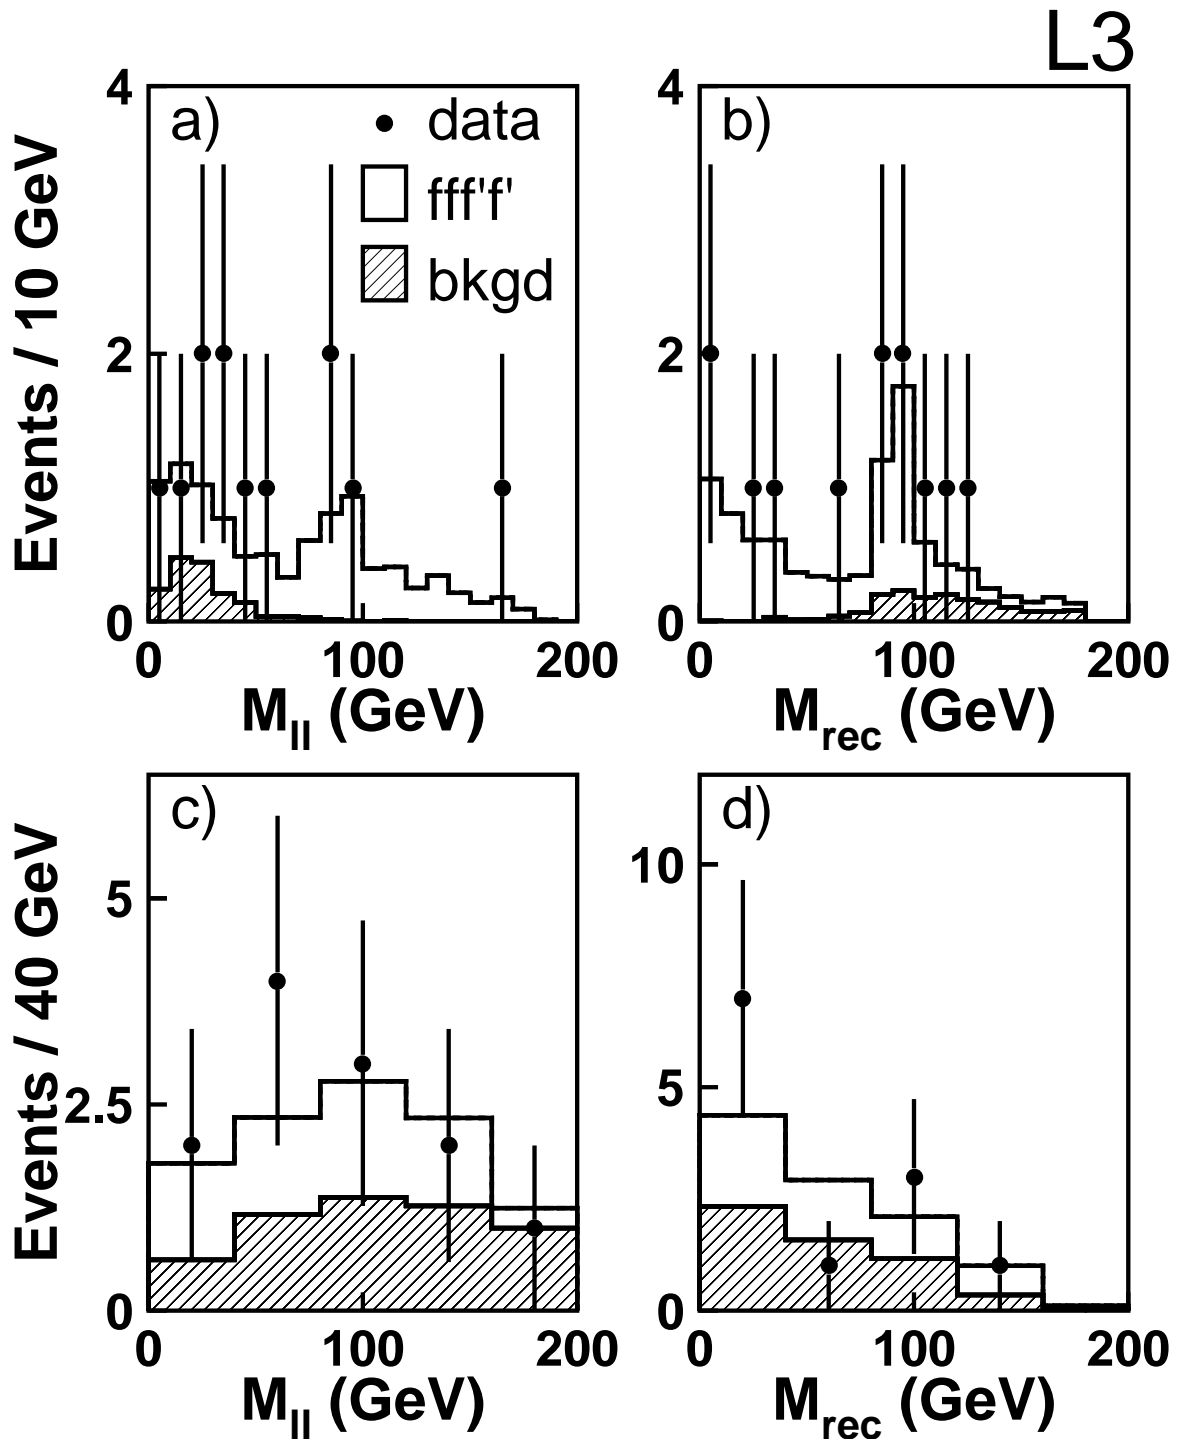 L3
a)
data
fff'f'
bkgd
4
2
0
0 100 200
M_ll (GeV)
Events / 10 GeV
b)
4
2
0
0 100 200
M_rec (GeV)
c)
5
2.5
0
0 100 200
M_ll (GeV)
Events / 40 GeV
d)
10
5
0
0 100 200
M_rec (GeV)